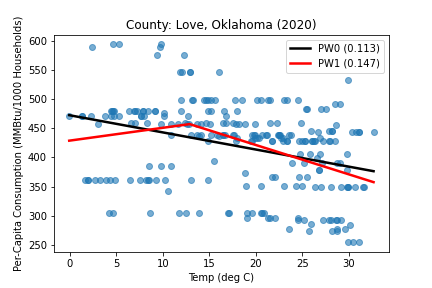 County: Love, Oklahoma (2020)
Per-Capita Consumption (MMBtu/1000 Households)
600
550
500
450
400
350
300
250
PW0 (0.113)
PW1 (0.147)
0 5 10 15 20 25 30
Temp (deg C)